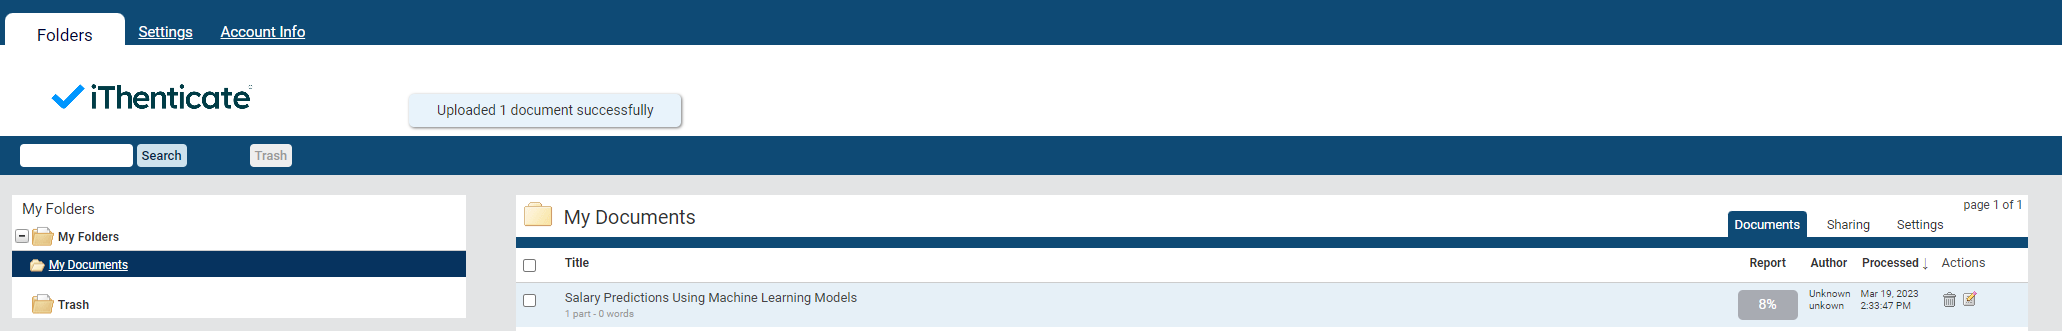 Folders Settings Account Info
iThenticate
Uploaded 1 document successfully
Search Trash
My Folders
My Folders
My Documents
Trash
My Documents
page 1 of 1
Documents Sharing Settings
Title Report Author Processed ↓ Actions
Salary Predictions Using Machine Learning Models
1 part - 0 words
8%
Unknown
unkown
Mar 19, 2023
2:33:47 PM